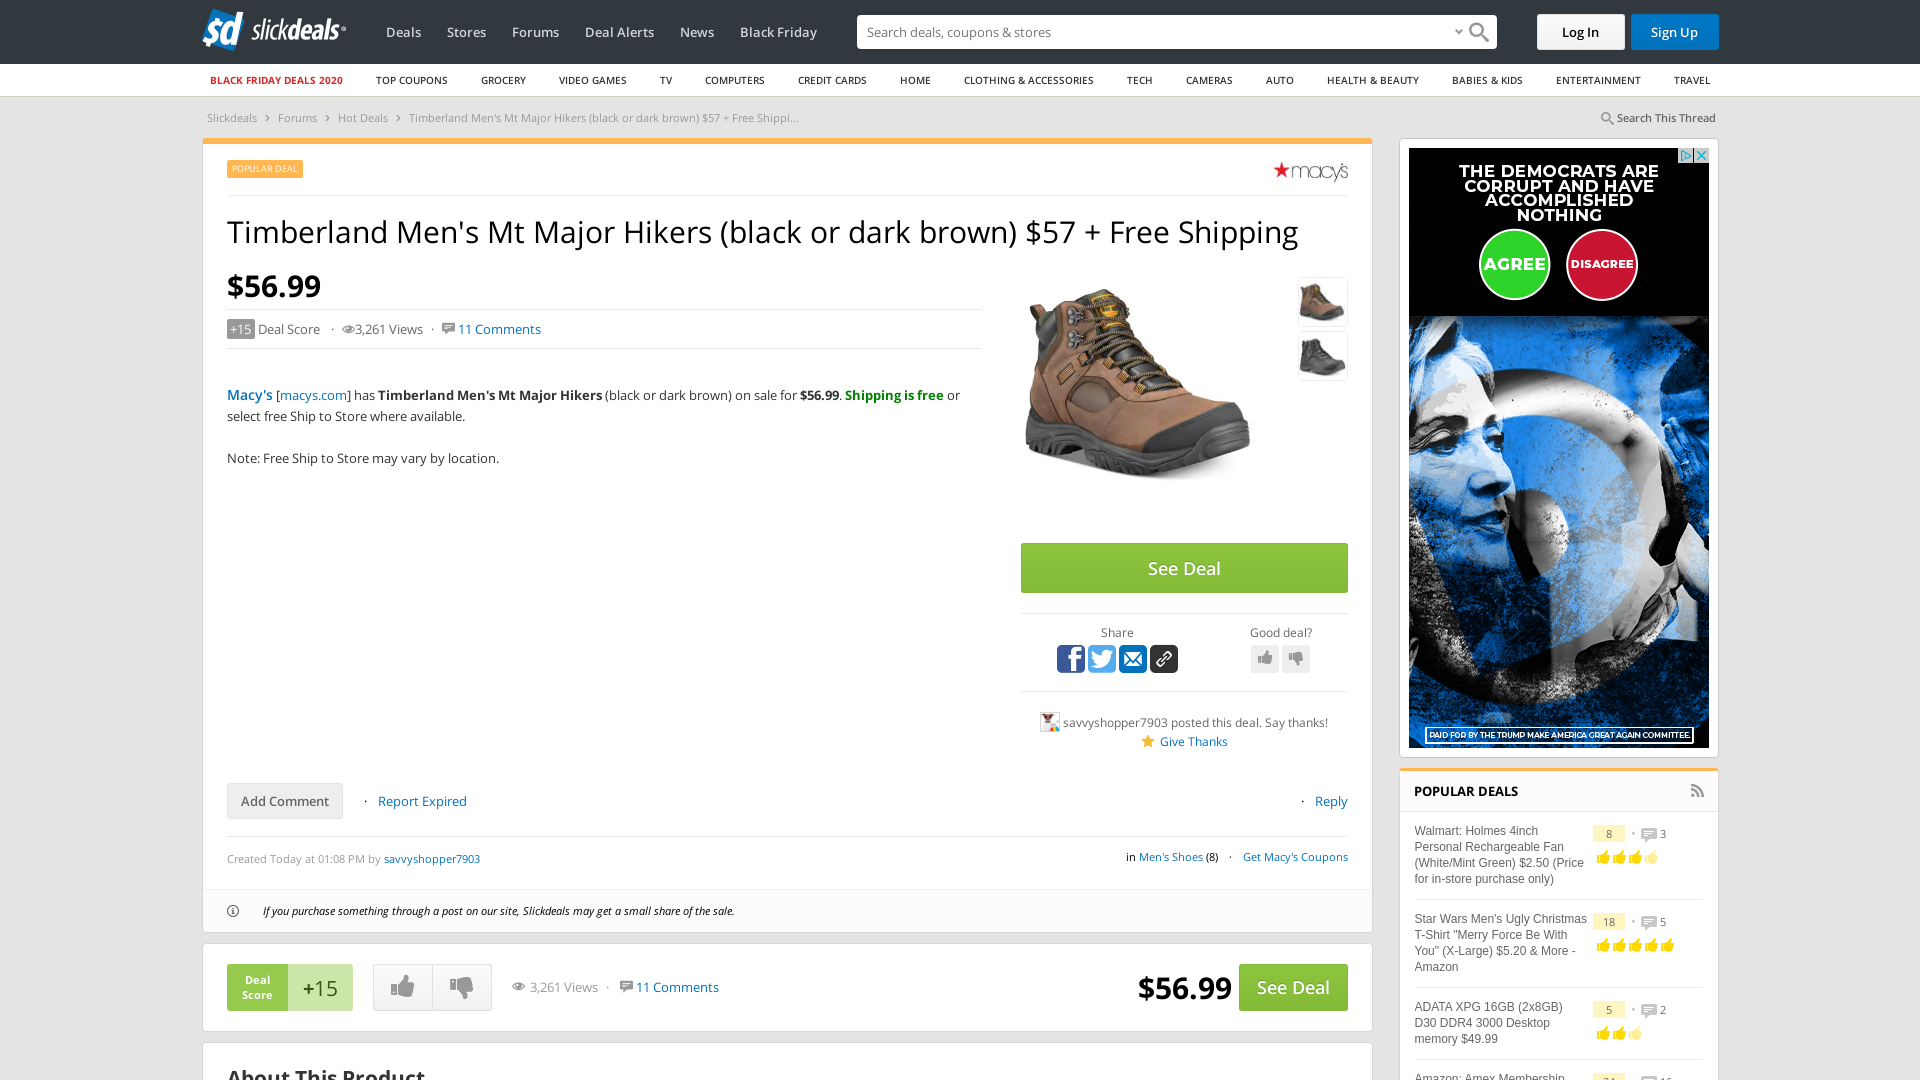 slickdeals
Deals
Stores
Forums
Deal Alerts
News
Black Friday
Search deals, coupons & stores
Log In
Sign Up
BLACK FRIDAY DEALS 2020
TOP COUPONS
GROCERY
VIDEO GAMES
TV
COMPUTERS
CREDIT CARDS
HOME
CLOTHING & ACCESSORIES
TECH
CAMERAS
AUTO
HEALTH & BEAUTY
BABIES & KIDS
ENTERTAINMENT
TRAVEL
Slickdeals › Forums › Hot Deals › Timberland Men's Mt Major Hikers (black or dark brown) $57 + Free Shippi...
Search This Thread
POPULAR DEAL
macy's
Timberland Men's Mt Major Hikers (black or dark brown) $57 + Free Shipping
$56.99
+15 Deal Score · 3,261 Views · 11 Comments
Macy's [macys.com] has Timberland Men's Mt Major Hikers (black or dark brown) on sale for $56.99. Shipping is free or
select free Ship to Store where available.
Note: Free Ship to Store may vary by location.
See Deal
Share
Good deal?
savvyshopper7903 posted this deal. Say thanks!
Give Thanks
Add Comment · Report Expired
· Reply
Created Today at 01:08 PM by savvyshopper7903
in Men's Shoes (8) · Get Macy's Coupons
If you purchase something through a post on our site, Slickdeals may get a small share of the sale.
Deal
Score
+15
3,261 Views · 11 Comments
$56.99
See Deal
About This Product
THE DEMOCRATS ARE
CORRUPT AND HAVE
ACCOMPLISHED
NOTHING
AGREE
DISAGREE
PAID FOR BY THE TRUMP MAKE AMERICA GREAT AGAIN COMMITTEE.
POPULAR DEALS
Walmart: Holmes 4inch
Personal Rechargeable Fan
(White/Mint Green) $2.50 (Price
for in-store purchase only)
8 • 3
Star Wars Men's Ugly Christmas
T-Shirt "Merry Force Be With
You" (X-Large) $5.20 & More -
Amazon
18 • 5
ADATA XPG 16GB (2x8GB)
D30 DDR4 3000 Desktop
memory $49.99
5 • 2
Amazon: Amex Membership